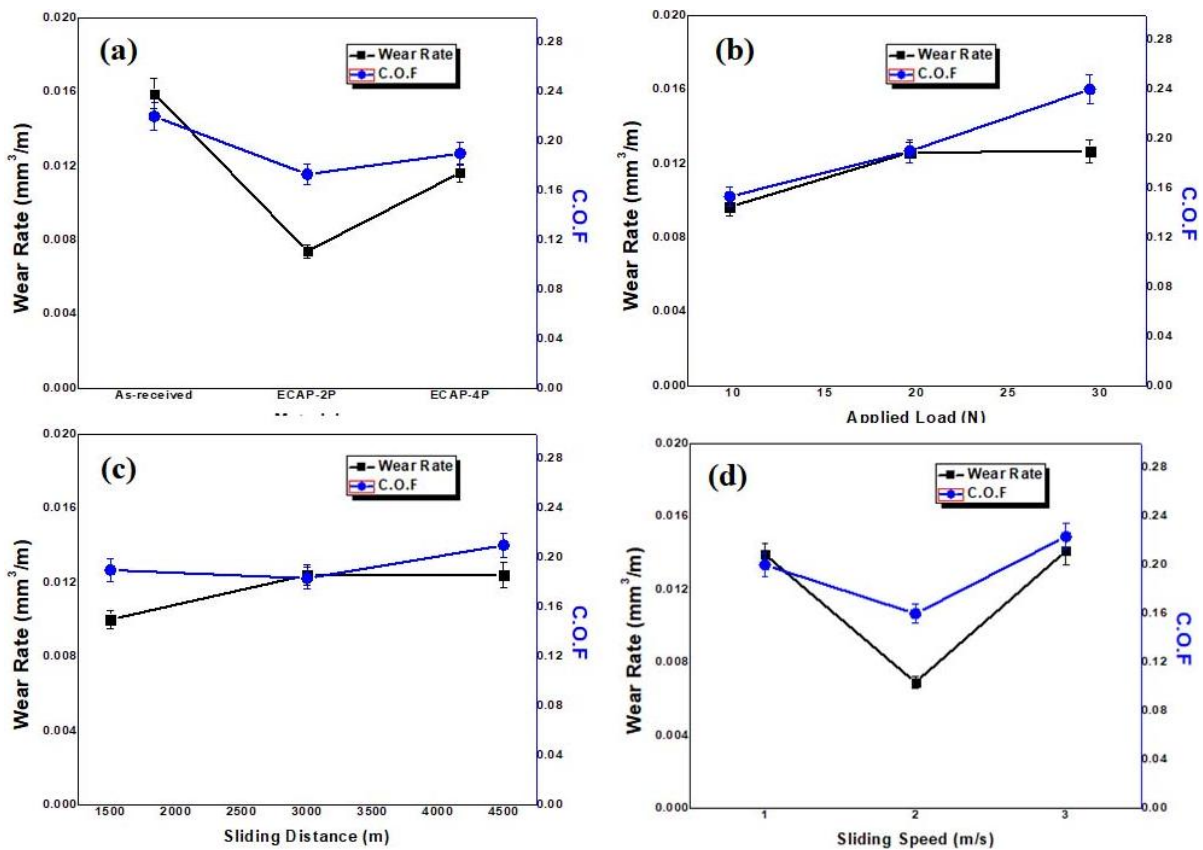 (a)
Wear Rate
C.O.F
0.020
0.016
0.012
0.008
0.004
0.000
Wear Rate (mm³/m)
0.28
0.24
0.20
0.16
0.12
0.08
0.04
0.00
C.O.F
As-received ECAP-2P ECAP-4P
(b)
Wear Rate
C.O.F
0.020
0.016
0.012
0.008
0.004
0.000
Wear Rate (mm³/m)
0.28
0.24
0.20
0.16
0.12
0.08
0.04
0.00
C.O.F
10 15 20 25 30
Applied Load (N)
(c)
Wear Rate
C.O.F
0.020
0.016
0.012
0.008
0.004
0.000
Wear Rate (mm³/m)
0.28
0.24
0.20
0.16
0.12
0.08
0.04
0.00
C.O.F
1500 2000 2500 3000 3500 4000 4500
Sliding Distance (m)
(d)
Wear Rate
C.O.F
0.020
0.016
0.012
0.008
0.004
0.000
Wear Rate (mm³/m)
0.28
0.24
0.20
0.16
0.12
0.08
0.04
0.00
C.O.F
1 2 3
Sliding Speed (m/s)